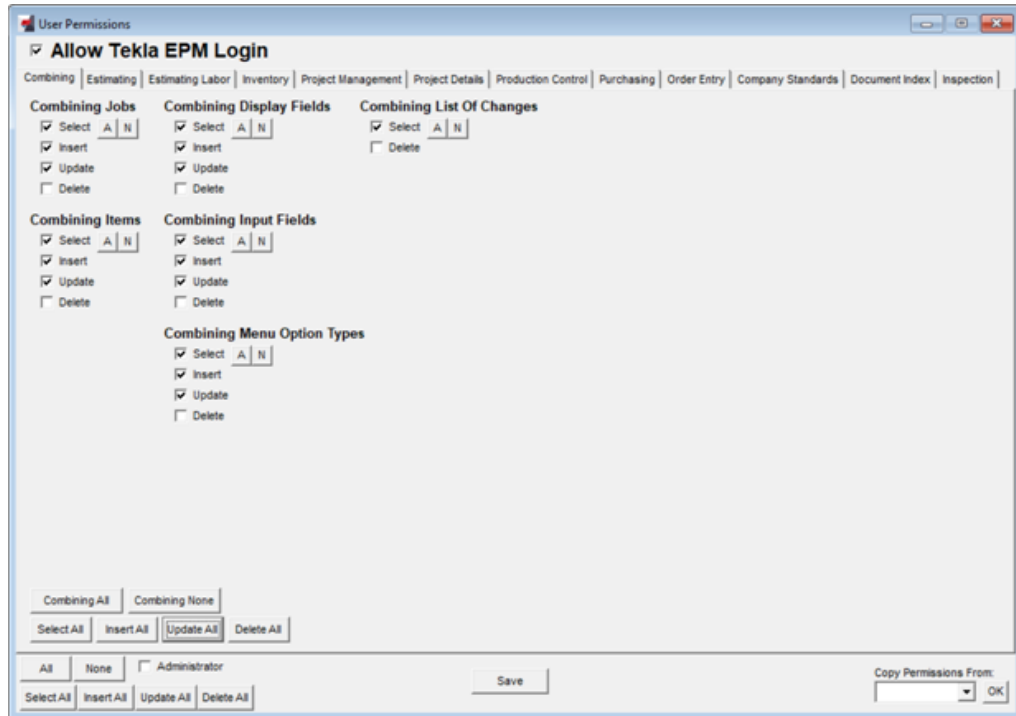 User Permissions
Allow Tekla EPM Login
Combining Estimating Estimating Labor Inventory Project Management Project Details Production Control Purchasing Order Entry Company Standards Document Index Inspection
Combining Jobs Combining Display Fields Combining List Of Changes
Select A N Select A N Select A N
Insert Insert Delete
Update Update
Delete Delete
Combining Items Combining Input Fields
Select A N Select A N
Insert Insert
Update Update
Delete Delete
Combining Menu Option Types
Select A N
Insert
Update
Delete
Combining All Combining None
Select All Insert All Update All Delete All
All None Administrator
Save
Copy Permissions From:
Select All Insert All Update All Delete All OK